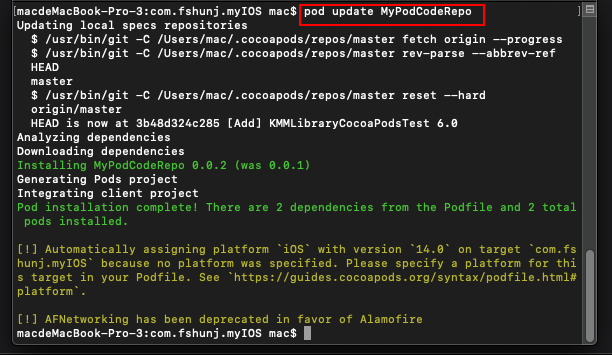 [macdeMacBook-Pro-3:com.fshunj.myIOS mac$ pod update MyPodCodeRepo ]
Updating local specs repositories
  $ /usr/bin/git -C /Users/mac/.cocoapods/repos/master fetch origin --progress
  $ /usr/bin/git -C /Users/mac/.cocoapods/repos/master rev-parse --abbrev-ref
  HEAD
  master
  $ /usr/bin/git -C /Users/mac/.cocoapods/repos/master reset --hard
  origin/master
  HEAD is now at 3b48d324c285 [Add] KMMLibraryCocoaPodsTest 6.0
Analyzing dependencies
Downloading dependencies
Installing MyPodCodeRepo 0.0.2 (was 0.0.1)
Generating Pods project
Integrating client project
Pod installation complete! There are 2 dependencies from the Podfile and 2 total
 pods installed.

[!] Automatically assigning platform `iOS` with version `14.0` on target `com.fs
hunj.myIOS` because no platform was specified. Please specify a platform for thi
s target in your Podfile. See `https://guides.cocoapods.org/syntax/podfile.html#
platform`.

[!] AFNetworking has been deprecated in favor of Alamofire
macdeMacBook-Pro-3:com.fshunj.myIOS mac$